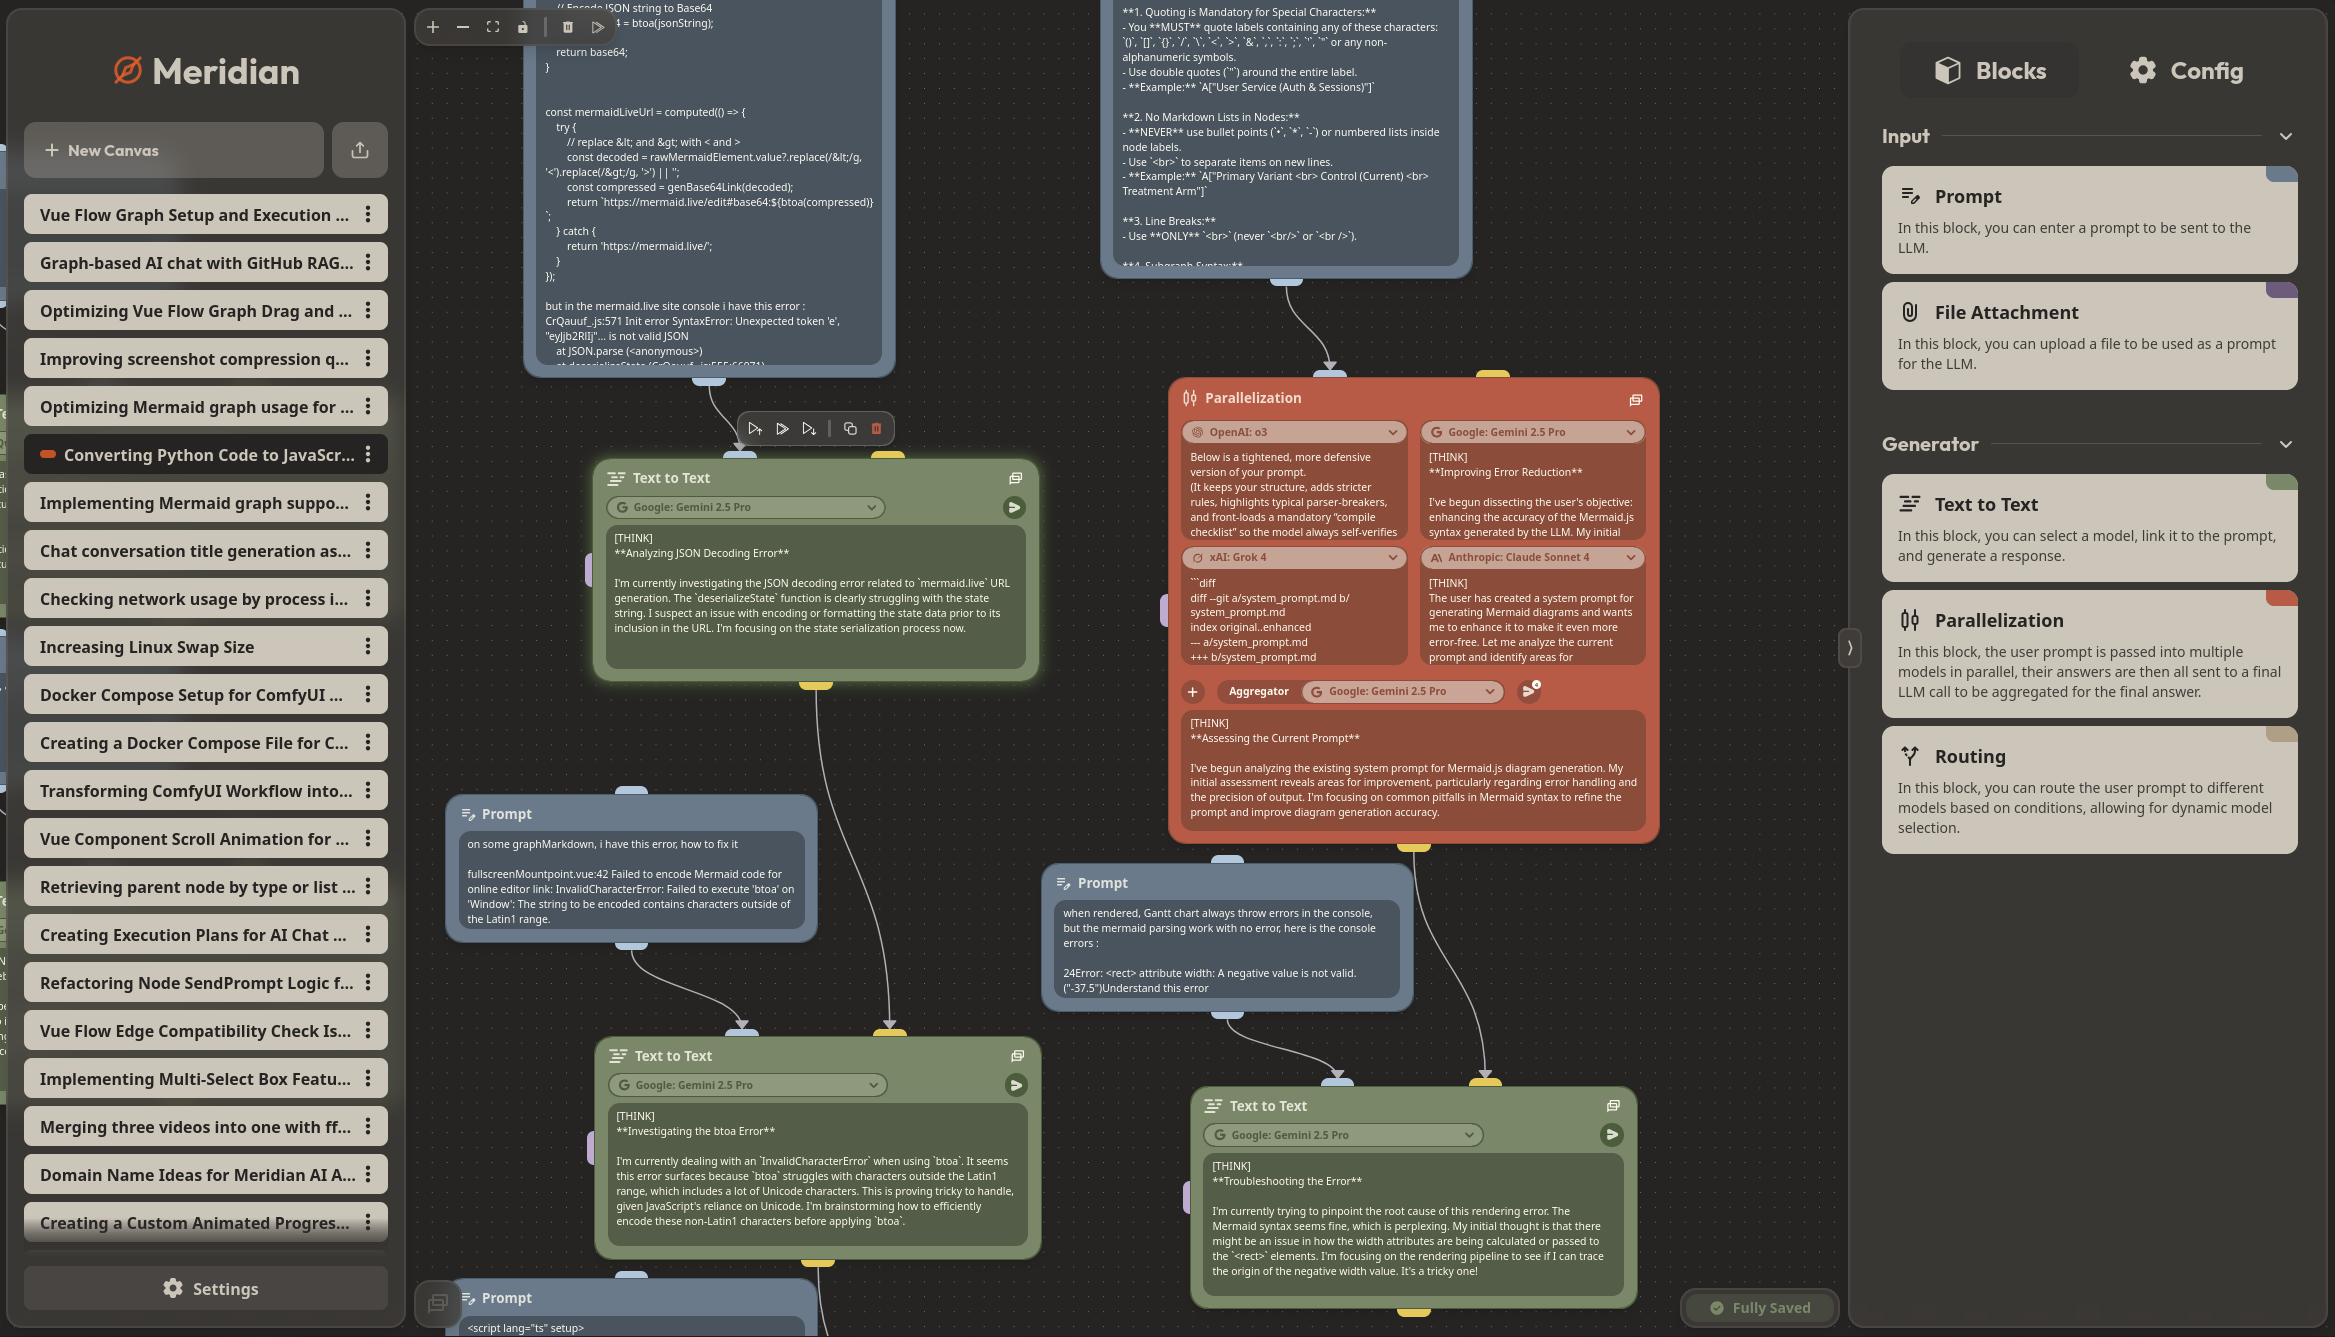 Meridian
New Canvas
Vue Flow Graph Setup and Execution ...
Graph-based AI chat with GitHub RAG...
Optimizing Vue Flow Graph Drag and ...
Improving screenshot compression q...
Optimizing Mermaid graph usage for ...
Converting Python Code to JavaScr...
Implementing Mermaid graph suppo...
Chat conversation title generation as...
Checking network usage by process i...
Increasing Linux Swap Size
Docker Compose Setup for ComfyUI ...
Creating a Docker Compose File for C...
Transforming ComfyUI Workflow into...
Vue Component Scroll Animation for ...
Retrieving parent node by type or list ...
Creating Execution Plans for AI Chat ...
Refactoring Node SendPrompt Logic f...
Vue Flow Edge Compatibility Check Is...
Implementing Multi-Select Box Featu...
Merging three videos into one with ff...
Domain Name Ideas for Meridian AI A...
Creating a Custom Animated Progres...
Settings
// Encode JSON string to Base64
4 = btoa(jsonString);
return base64;
}
const mermaidLiveUrl = computed(() => {
try {
// replace &lt; and &gt; with < and >
const decoded = rawMermaidElement.value?.replace(/&lt;/g,
'<').replace(/&gt;/g, '>') || '';
const compressed = genBase64Link(decoded);
return `https://mermaid.live/edit#base64:${btoa(compressed)}
`;
} catch {
return 'https://mermaid.live/';
}
});
but in the mermaid.live site console i have this error :
CrQauuf_.js:571 Init error SyntaxError: Unexpected token 'e',
"eyJjb2RlIj"... is not valid JSON
at JSON.parse (<anonymous>)
Text to Text
Google: Gemini 2.5 Pro
[THINK]
**Analyzing JSON Decoding Error**
I'm currently investigating the JSON decoding error related to `mermaid.live` URL
generation. The `deserializeState` function is clearly struggling with the state
string. I suspect an issue with encoding or formatting the state data prior to its
inclusion in the URL. I'm focusing on the state serialization process now.
Prompt
on some graphMarkdown, i have this error, how to fix it
fullscreenMountpoint.vue:42 Failed to encode Mermaid code for
online editor link: InvalidCharacterError: Failed to execute 'btoa' on
'Window': The string to be encoded contains characters outside of
the Latin1 range.
Text to Text
Google: Gemini 2.5 Pro
[THINK]
**Investigating the btoa Error**
I'm currently dealing with an `InvalidCharacterError` when using `btoa`. It seems
this error surfaces because `btoa` struggles with characters outside the Latin1
range, which includes a lot of Unicode characters. This is proving tricky to handle,
given JavaScript's reliance on Unicode. I'm brainstorming how to efficiently
encode these non-Latin1 characters before applying `btoa`.
Prompt
<script lang="ts" setup>
**1. Quoting is Mandatory for Special Characters:**
- You **MUST** quote labels containing any of these characters:
`()`, `[]`, `{}`, `/`, `\`, `<`, `>`, `&`, `,`, `:`, `;`, `'`, `"` or any non-
alphanumeric symbols.
- Use double quotes (`"`) around the entire label.
- **Example:** `A["User Service (Auth & Sessions)"]`
**2. No Markdown Lists in Nodes:**
- **NEVER** use bullet points (`•`, `*`, `-`) or numbered lists inside
node labels.
- Use `<br>` to separate items on new lines.
- **Example:** `A["Primary Variant <br> Control (Current) <br>
Treatment Arm"]`
**3. Line Breaks:**
- Use **ONLY** `<br>` (never `<br/>` or `<br />`).
**4. Subgraph Syntax:**
Parallelization
OpenAI: o3
Below is a tightened, more defensive
version of your prompt.
(It keeps your structure, adds stricter
rules, highlights typical parser-breakers,
and front-loads a mandatory "compile
checklist" so the model always self-verifies
Google: Gemini 2.5 Pro
[THINK]
**Improving Error Reduction**
I've begun dissecting the user's objective:
enhancing the accuracy of the Mermaid.js
syntax generated by the LLM. My initial
xAI: Grok 4
```diff
diff --git a/system_prompt.md b/
system_prompt.md
index original..enhanced
--- a/system_prompt.md
+++ b/system_prompt.md
Anthropic: Claude Sonnet 4
[THINK]
The user has created a system prompt for
generating Mermaid diagrams and wants
me to enhance it to make it even more
error-free. Let me analyze the current
prompt and identify areas for
Aggregator
Google: Gemini 2.5 Pro
4
[THINK]
**Assessing the Current Prompt**
I've begun analyzing the existing system prompt for Mermaid.js diagram generation. My
initial assessment reveals areas for improvement, particularly regarding error handling and
the precision of output. I'm focusing on common pitfalls in Mermaid syntax to refine the
prompt and improve diagram generation accuracy.
Prompt
when rendered, Gantt chart always throw errors in the console,
but the mermaid parsing work with no error, here is the console
errors :
24Error: <rect> attribute width: A negative value is not valid.
("-37.5")Understand this error
Text to Text
Google: Gemini 2.5 Pro
[THINK]
**Troubleshooting the Error**
I'm currently trying to pinpoint the root cause of this rendering error. The
Mermaid syntax seems fine, which is perplexing. My initial thought is that there
might be an issue in how the width attributes are being calculated or passed to
the `<rect>` elements. I'm focusing on the rendering pipeline to see if I can trace
the origin of the negative width value. It's a tricky one!
Fully Saved
Blocks
Config
Input
Prompt
In this block, you can enter a prompt to be sent to the
LLM.
File Attachment
In this block, you can upload a file to be used as a prompt
for the LLM.
Generator
Text to Text
In this block, you can select a model, link it to the prompt,
and generate a response.
Parallelization
In this block, the user prompt is passed into multiple
models in parallel, their answers are then all sent to a final
LLM call to be aggregated for the final answer.
Routing
In this block, you can route the user prompt to different
models based on conditions, allowing for dynamic model
selection.